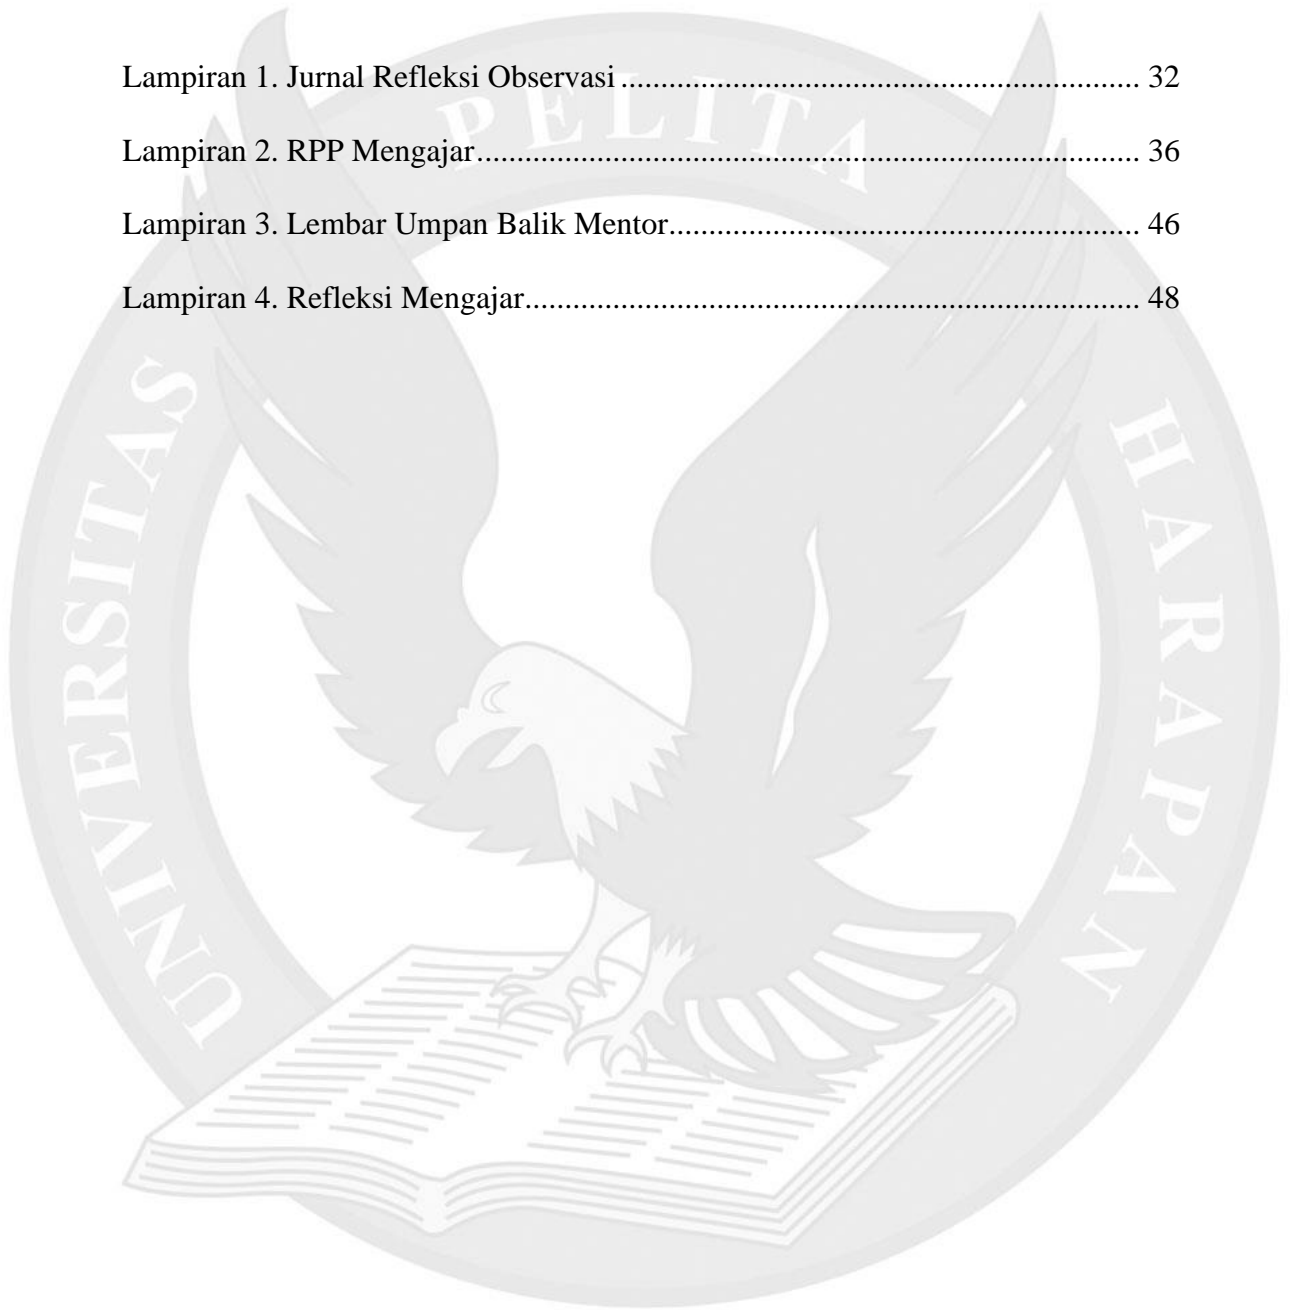 Lampiran 1. Jurnal Refleksi Observasi ................................................................. 32
Lampiran 2. RPP Mengajar ................................................................................... 36
Lampiran 3. Lembar Umpan Balik Mentor ........................................................... 46
Lampiran 4. Refleksi Mengajar ............................................................................. 48
UNIVERSITAS PELITA HARAPAN